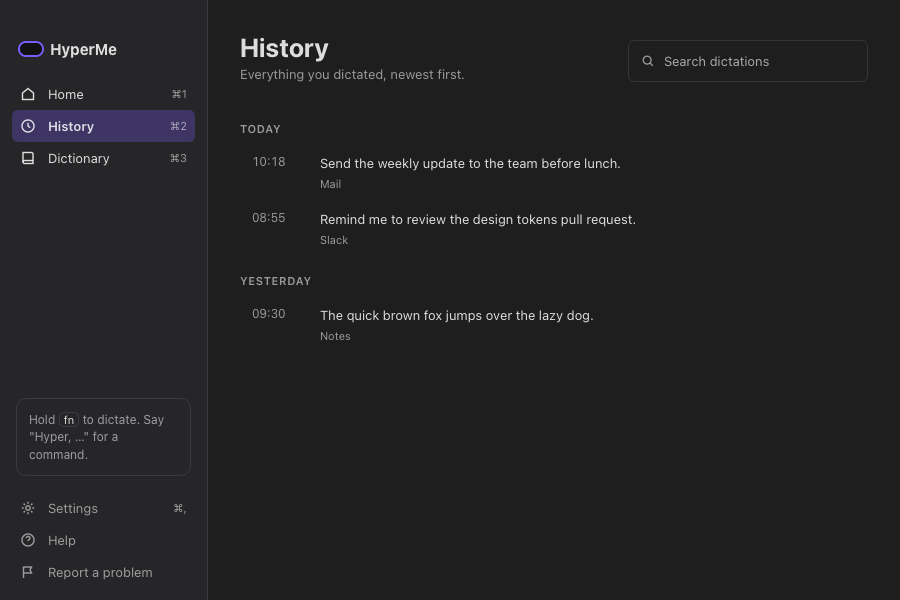 HyperMe
Home ⌘1
History ⌘2
Dictionary ⌘3
Hold fn to dictate. Say
"Hyper, ..." for a
command.
Settings ⌘,
Help
Report a problem
History
Everything you dictated, newest first.
Search dictations
TODAY
10:18 Send the weekly update to the team before lunch.
Mail
08:55 Remind me to review the design tokens pull request.
Slack
YESTERDAY
09:30 The quick brown fox jumps over the lazy dog.
Notes